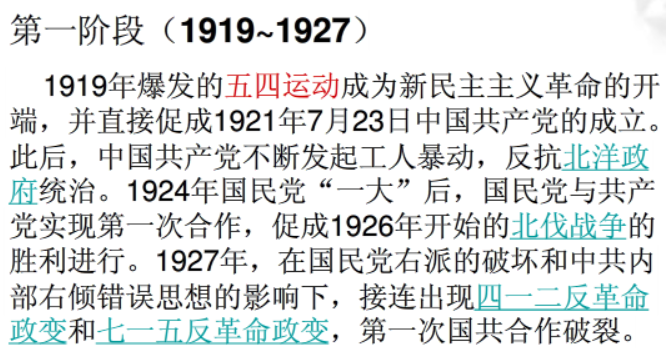 第一阶段（1919~1927）
1919年爆发的五四运动成为新民主主义革命的开
端，并直接促成1921年7月23日中国共产党的成立。
此后，中国共产党不断发起工人暴动，反抗北洋政
府统治。1924年国民党“一大”后，国民党与共产
党实现第一次合作，促成1926年开始的北伐战争的
胜利进行。1927年，在国民党右派的破坏和中共内
部右倾错误思想的影响下，接连出现四一二反革命
政变和七一五反革命政变，第一次国共合作破裂。